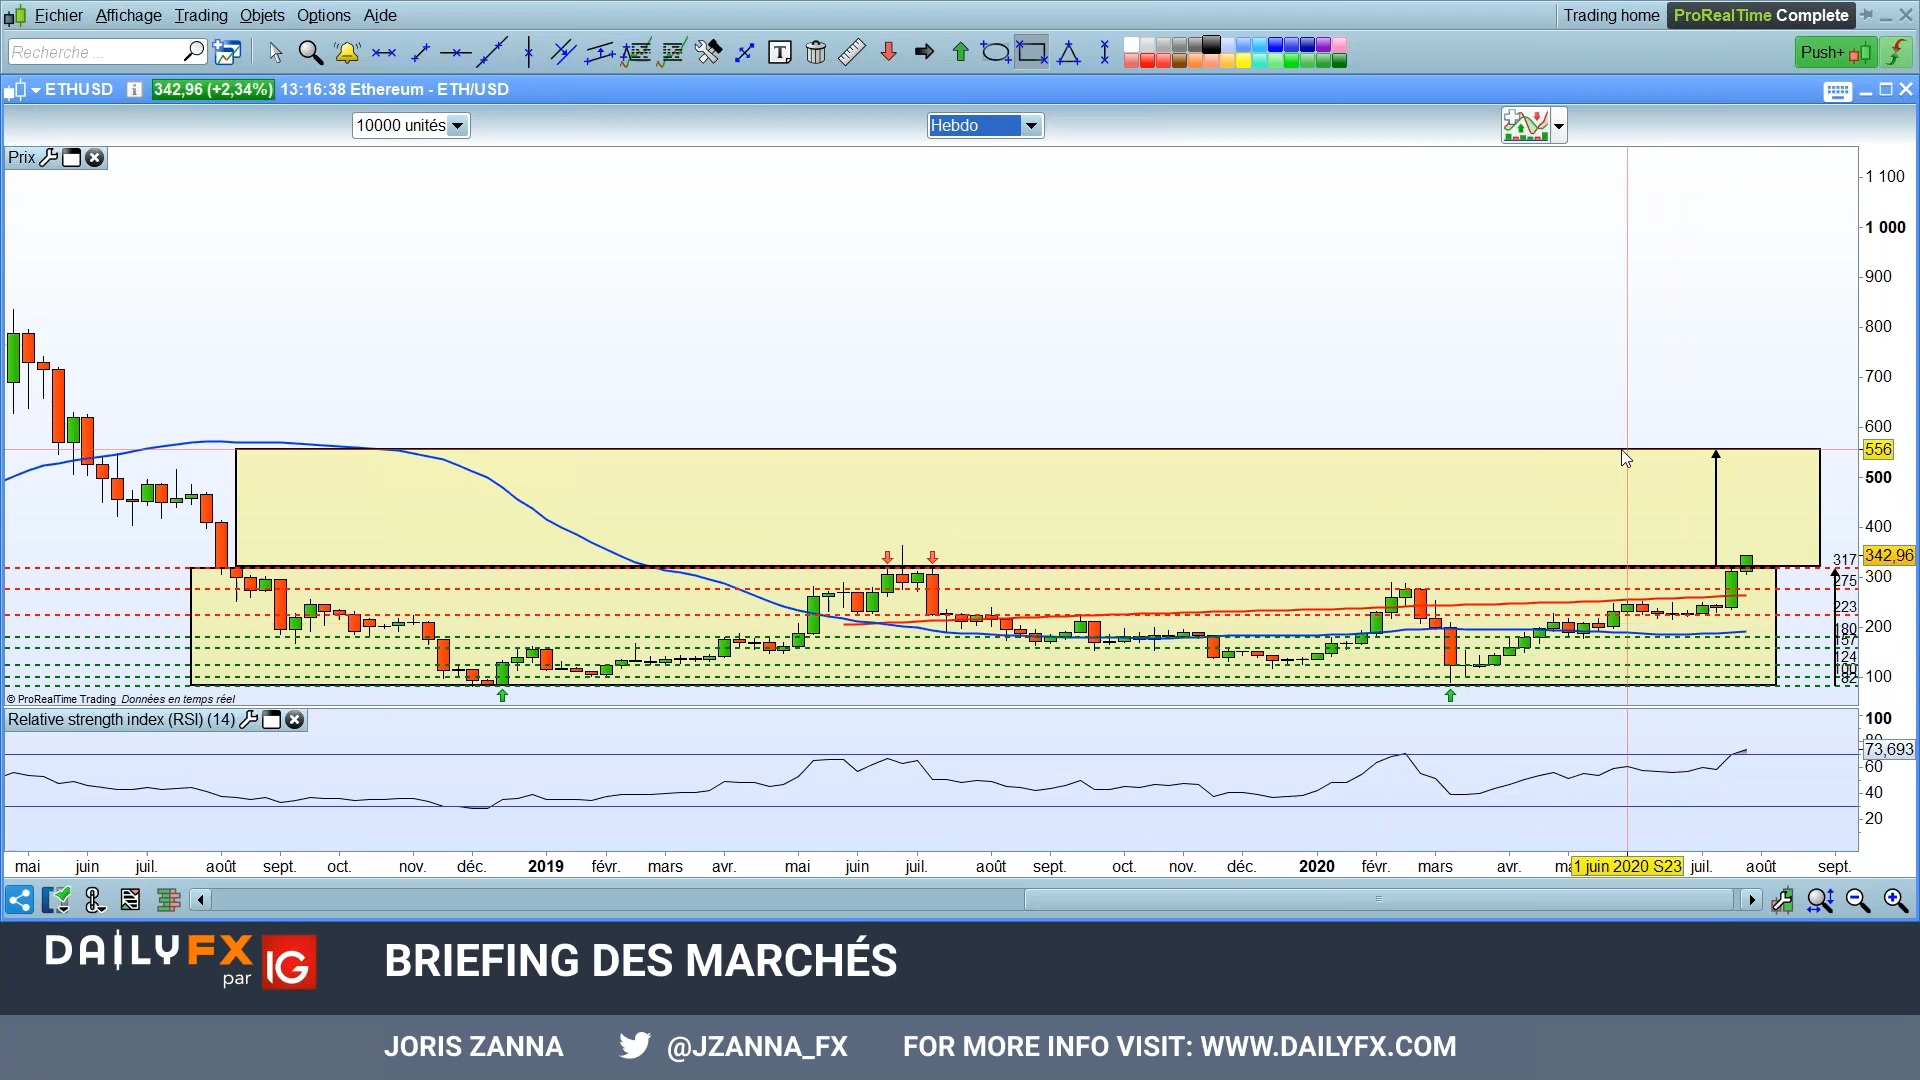 Fichier Affichage Trading Objets Options Aide
Trading home ProRealTime Complete
Recherche...
T
Push+
ETHUSD i 342,96 (+2,34%) 13:16:38 Ethereum - ETH/USD
10000 unités
Hebdo
Prix
1 100
1 000
900
800
700
600
556
500
400
342,96
317
300
275
223
200
180
157
124
100
82
100
© ProRealTime Trading Données en temps réel
Relative strength index (RSI) (14)
100
80
73,693
60
40
20
mai juin juil. août sept. oct. nov. déc. 2019 févr. mars avr. mai juin juil. août sept. oct. nov. déc. 2020 févr. mars avr. 1 juin 2020 S23 juil. août sept.
DAILYFX
par IG
BRIEFING DES MARCHÉS
JORIS ZANNA @JZANNA_FX FOR MORE INFO VISIT: WWW.DAILYFX.COM